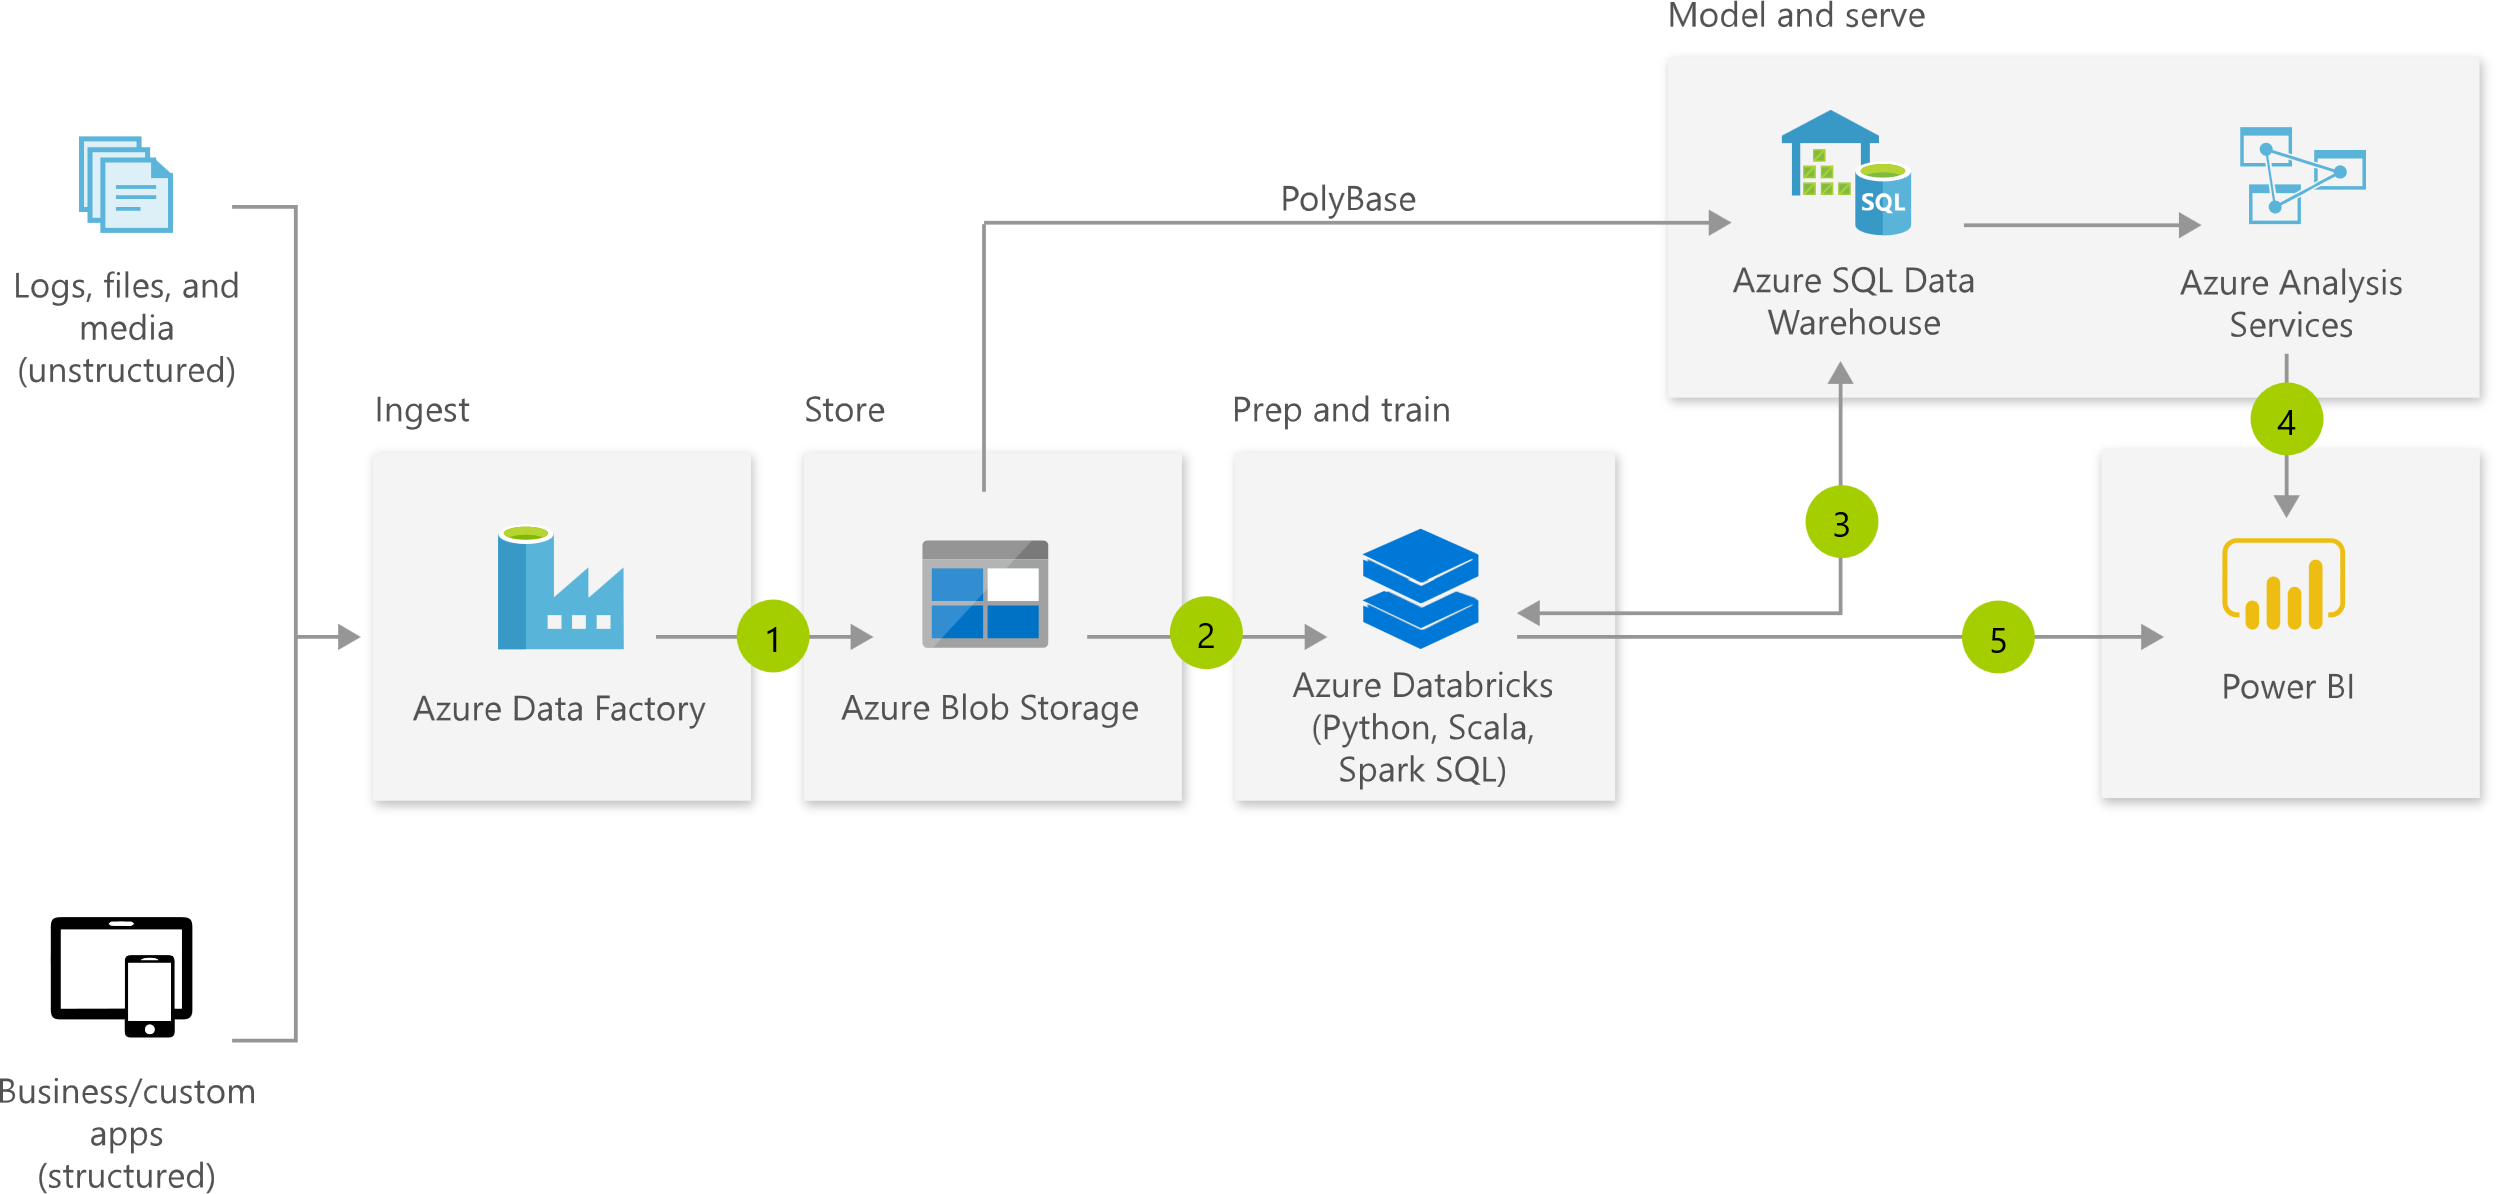 Model and serve
PolyBase
SQL
Azure SQL Data
Warehouse
Azure Analysis
Services
Logs, files, and
media
(unstructured)
Ingest
Store
Prep and train
3
4
1
2
5
Azure Data Factory
Azure Blob Storage
Azure Databricks
(Python, Scala,
Spark SQL)
Power BI
Business/custom
apps
(structured)